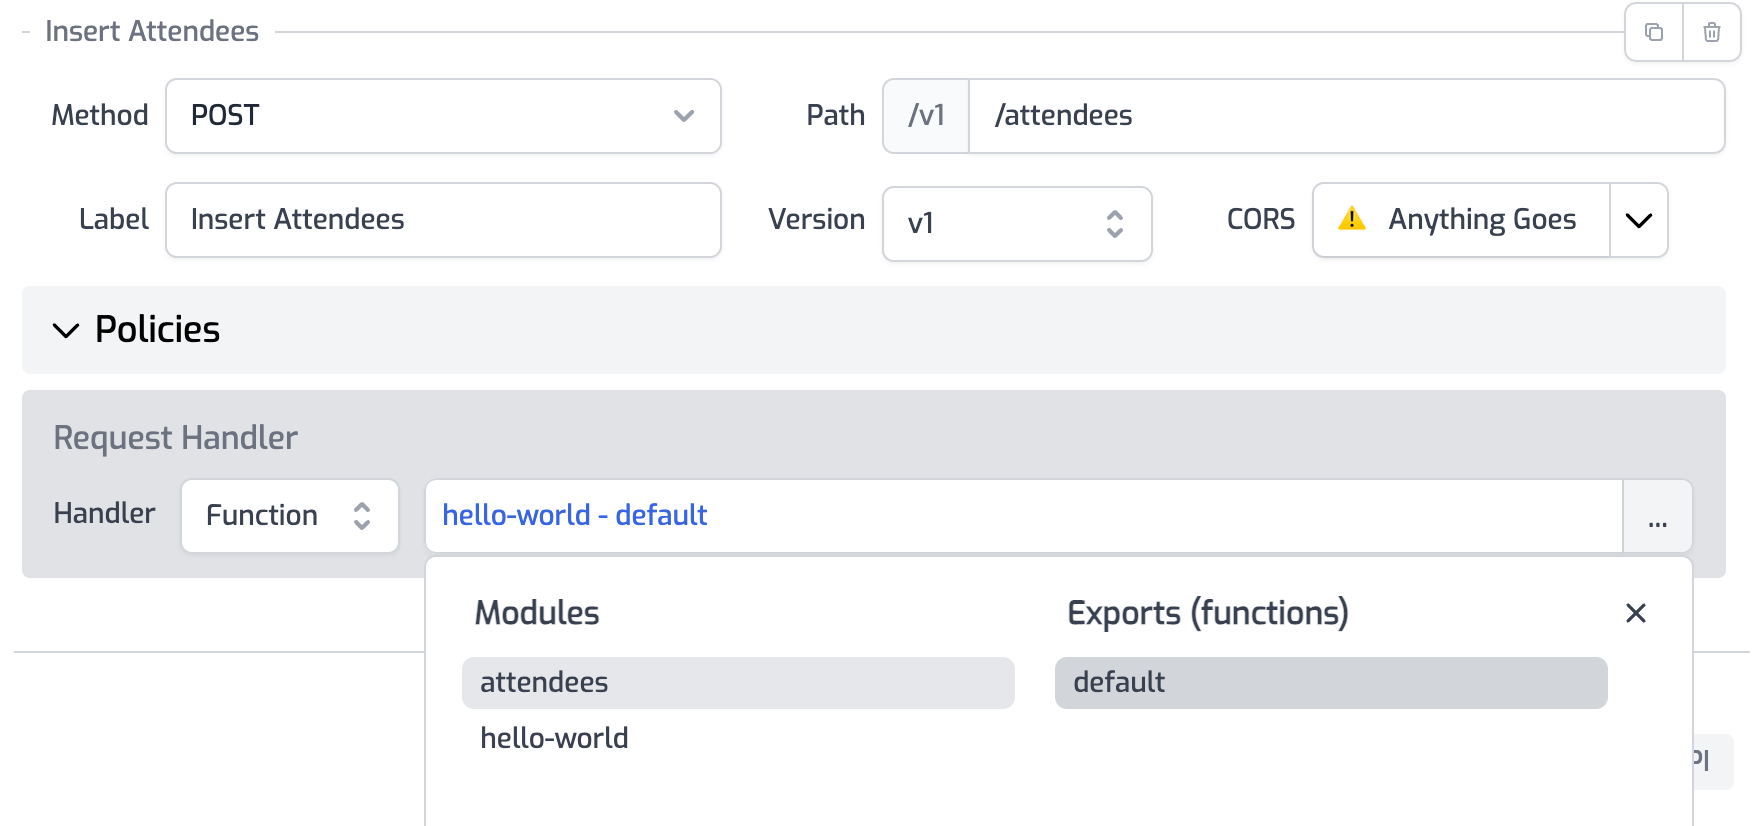 Insert Attendees
Method POST Path /v1 /attendees
Label Insert Attendees Version v1 CORS Anything Goes
Policies
Request Handler
Handler Function hello-world - default ...
Modules Exports (functions)
attendees default
hello-world